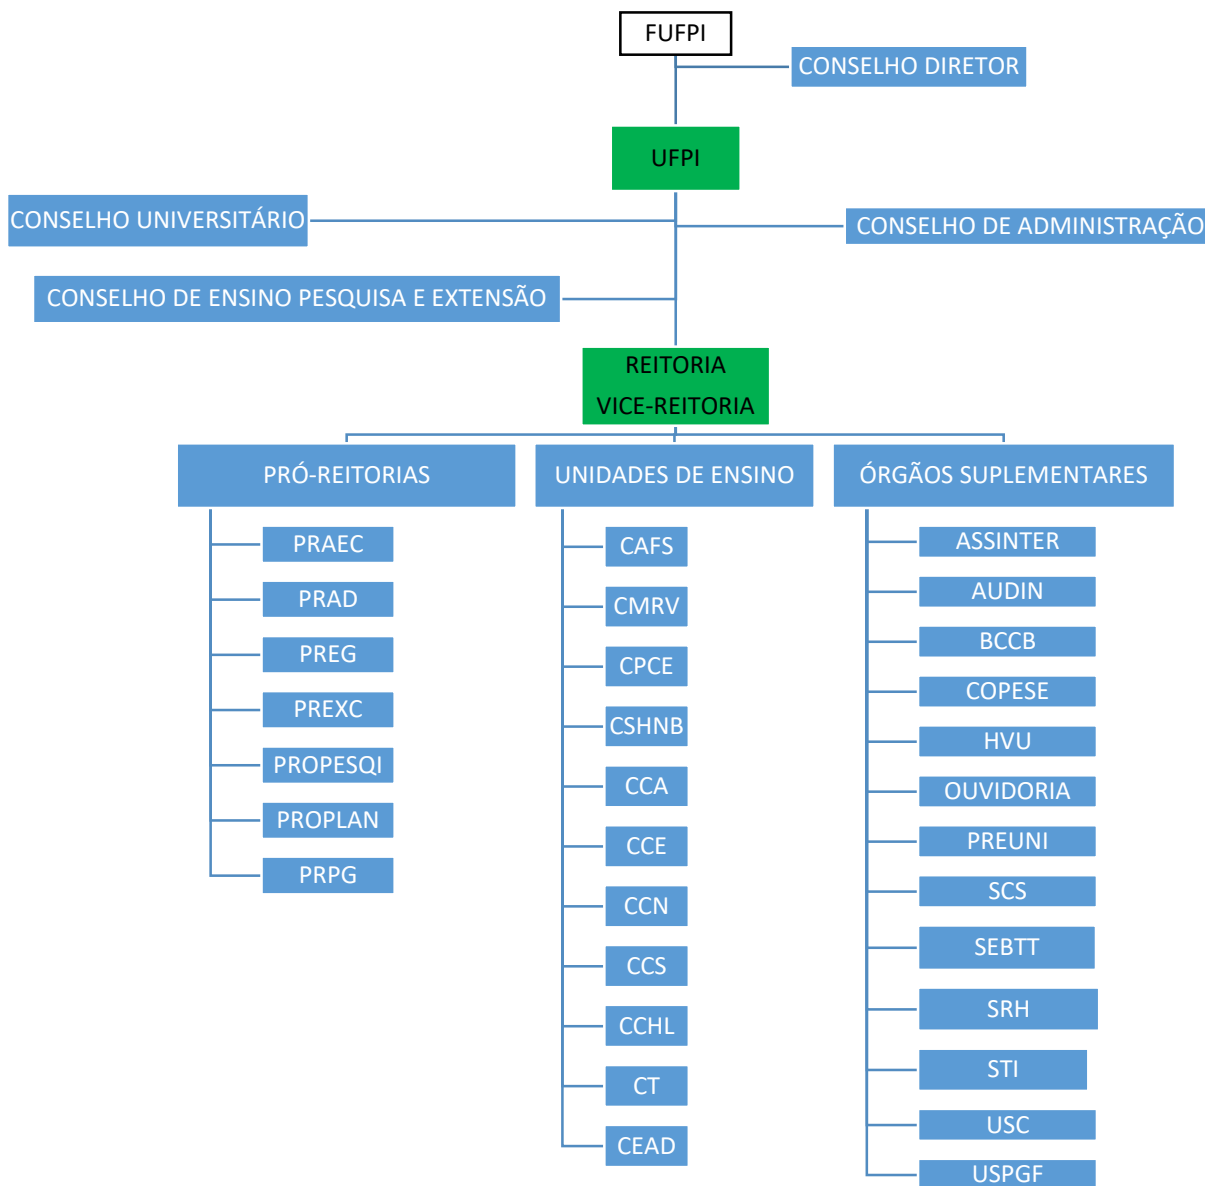 FUFPI
CONSELHO DIRETOR
UFPI
CONSELHO UNIVERSITÁRIO
CONSELHO DE ADMINISTRAÇÃO
CONSELHO DE ENSINO PESQUISA E EXTENSÃO
REITORIA
VICE-REITORIA
PRÓ-REITORIAS
PRAEC
PRAD
PREG
PREXC
PROPESQI
PROPLAN
PRPG
UNIDADES DE ENSINO
CAFS
CMRV
CPCE
CSHNB
CCA
CCE
CCN
CCS
CCHL
CT
CEAD
ÓRGÃOS SUPLEMENTARES
ASSINTER
AUDIN
BCCB
COPESE
HVU
OUVIDORIA
PREUNI
SCS
SEBTT
SRH
STI
USC
USPGF